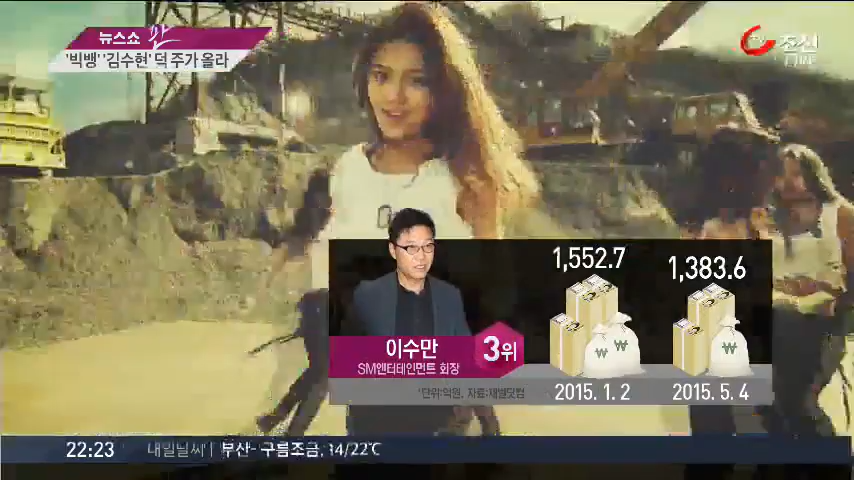 뉴스쇼 판
'빅뱅' '김수현' 덕 주가 올라
tv조선
1,552.7
1,383.6
이수만
3위
SM엔터테인먼트 회장
*단위:억원, 자료:재벌닷컴
2015. 1. 2
2015. 5. 4
22:23
내일날씨 | 부산- 구름조금, 14/22℃